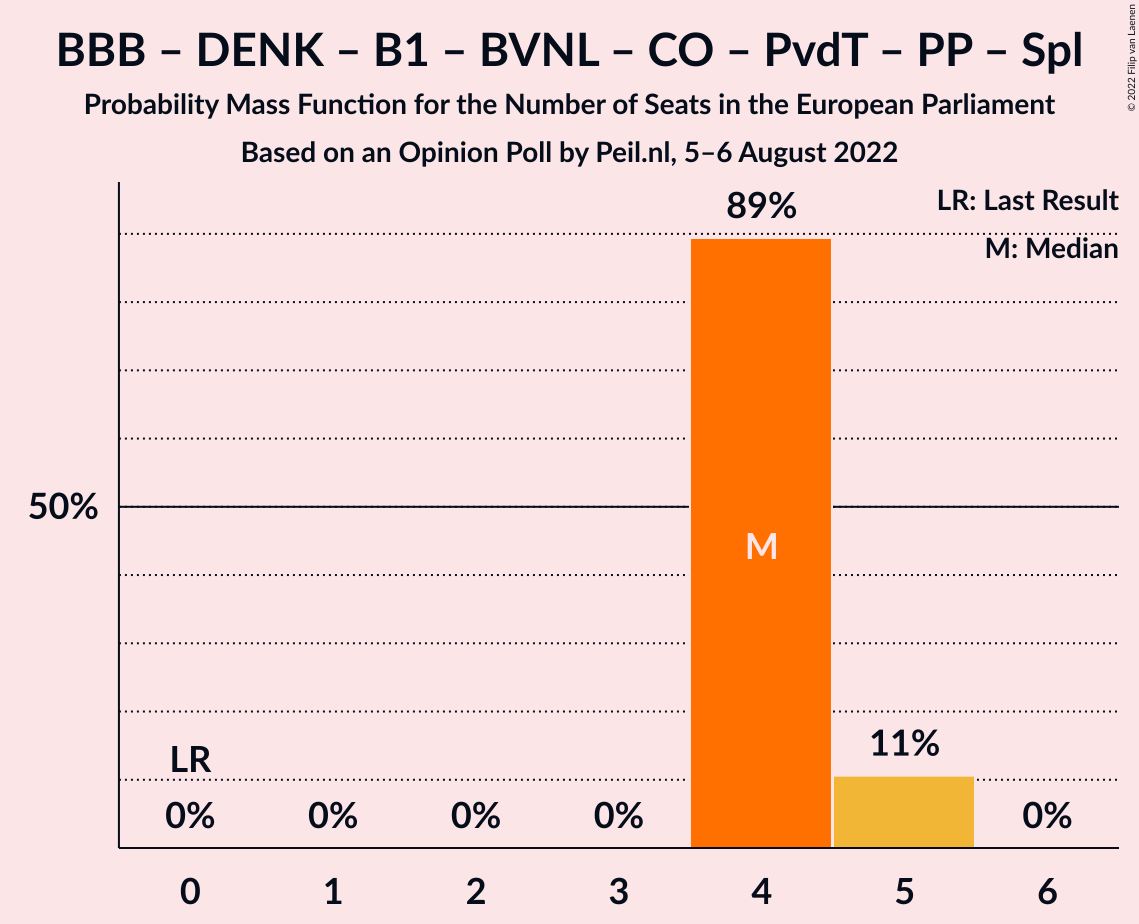 BBB – DENK – B1 – BVNL – CO – PvdT – PP – Spl
Probability Mass Function for the Number of Seats in the European Parliament
Based on an Opinion Poll by Peil.nl, 5–6 August 2022
© 2022 Filip van Laenen
LR: Last Result
M: Median
89%
50%
M
LR
11%
0%
0%
0%
0%
0%
0 1 2 3 4 5 6